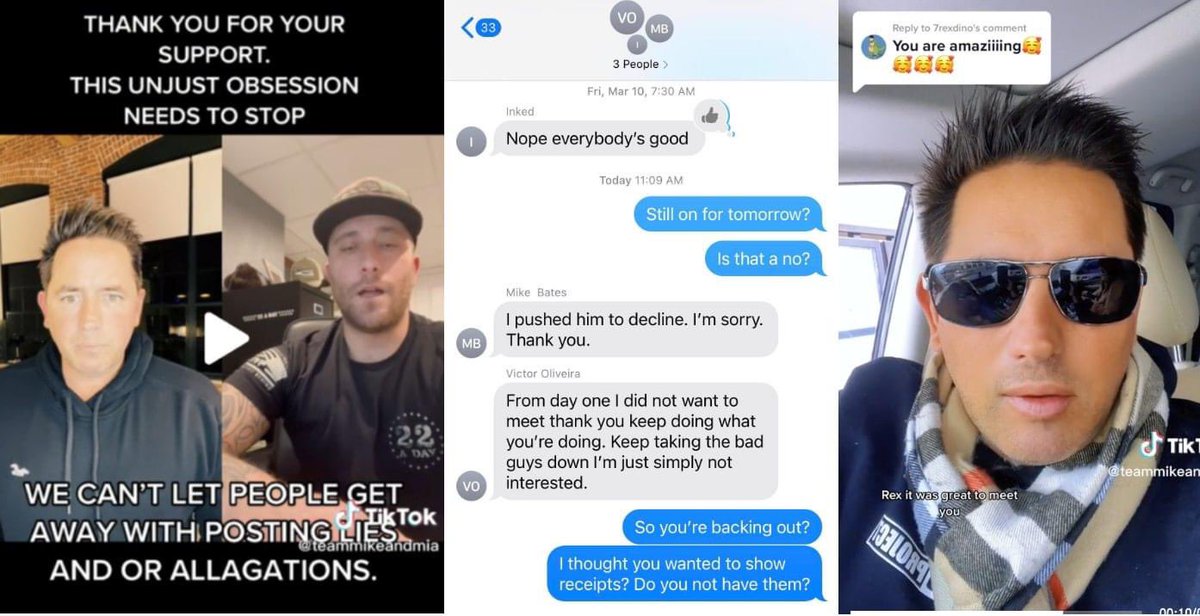 THANK YOU FOR YOUR
SUPPORT.
THIS UNJUST OBSESSION
NEEDS TO STOP
22
A DAY
WE CAN'T LET PEOPLE GET
AWAY WITH POSTING LIES
AND OR ALLAGATIONS.
TikTok
@teammikeandmia
33
VO
MB
I
3 People >
Fri, Mar 10, 7:30 AM
Inked
I
Nope everybody's good
Today 11:09 AM
Still on for tomorrow?
Is that a no?
Mike Bates
MB
I pushed him to decline. I'm sorry.
Thank you.
Victor Oliveira
VO
From day one I did not want to
meet thank you keep doing what
you're doing. Keep taking the bad
guys down I'm just simply not
interested.
So you're backing out?
I thought you wanted to show
receipts? Do you not have them?
Reply to 7rexdino's comment
You are amaziiiing🥰
🥰🥰🥰
TikT
@teammikean
Rex it was great to meet
you
PROTEC